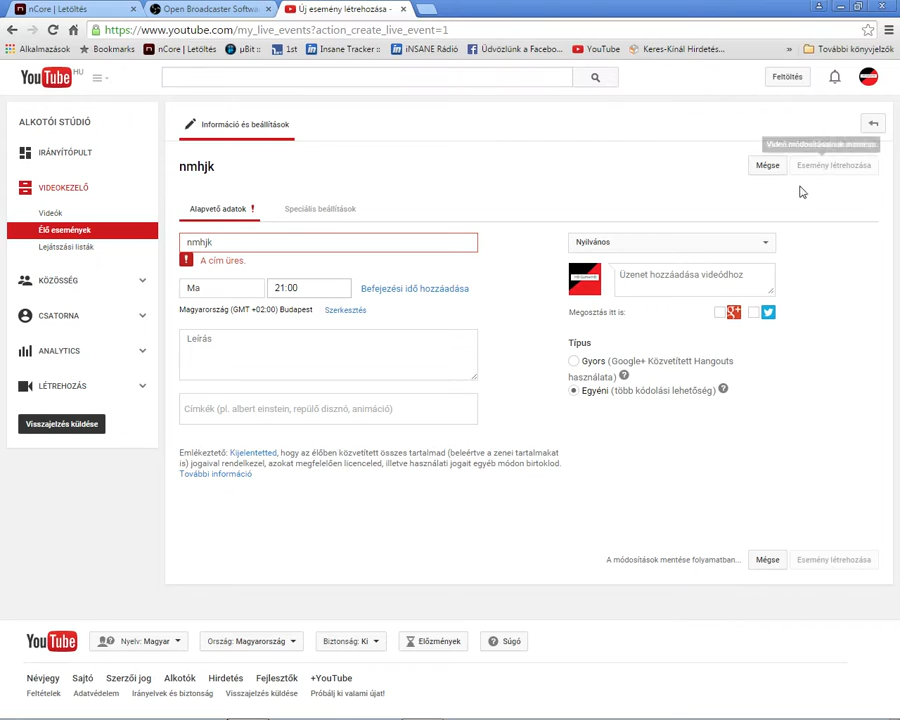 nCore | Letöltés
Open Broadcaster Softwa
Új esemény létrehozása -
https://www.youtube.com/my_live_events?action_create_live_event=1
Alkalmazások
Bookmarks
nCore | Letöltés
µBit ::
1st
Insane Tracker ::
iNSANE Rádió
Üdvözlünk a Facebo...
YouTube
Keres-Kínál Hirdetés...
»
További könyvjelzők
YouTube HU
Feltöltés
ALKOTÓI STÚDIÓ
IRÁNYÍTÓPULT
VIDEOKEZELŐ
Videók
Élő események
Lejátszási listák
KÖZÖSSÉG
CSATORNA
ANALYTICS
LÉTREHOZÁS
Visszajelzés küldése
Információ és beállítások
nmhjk
Mégse
Esemény létrehozása
Alapvető adatok !
Speciális beállítások
nmhjk
! A cím üres.
Ma
21:00
Befejezési idő hozzáadása
Magyarország (GMT +02:00) Budapest
Szerkesztés
Leírás
Címkék (pl. albert einstein, repülő disznó, animáció)
Emlékeztető: Kijelentetted, hogy az élőben közvetített összes tartalmad (beleértve a zenei tartalmakat
is) jogaival rendelkezel, azokat megfelelően licenceled, illetve használati jogait egyéb módon birtoklod.
További információ
Nyilvános
Üzenet hozzáadása videódhoz
Megosztás itt is:
Típus
Gyors (Google+ Közvetített Hangouts
használata) ?
Egyéni (több kódolási lehetőség) ?
A módosítások mentése folyamatban...
Mégse
Esemény létrehozása
YouTube
Nyelv: Magyar
Ország: Magyarország
Biztonság: Ki
Előzmények
Súgó
Névjegy
Sajtó
Szerzői jog
Alkotók
Hirdetés
Fejlesztők
+YouTube
Feltételek
Adatvédelem
Irányelvek és biztonság
Visszajelzés küldése
Próbálj ki valami újat!